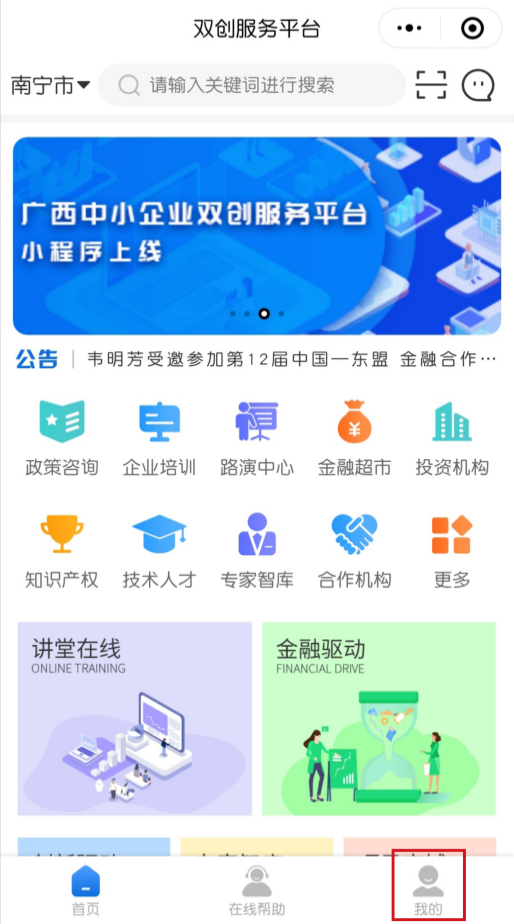 双创服务平台
南宁市
请输入关键词进行搜索
广西中小企业双创服务平台
小程序上线
公告 韦明芳受邀参加第12届中国—东盟 金融合作…
政策咨询 企业培训 路演中心 金融超市 投资机构
知识产权 技术人才 专家智库 合作机构 更多
讲堂在线 金融驱动
ONLINE TRAINING FINANCIAL DRIVE
首页 在线帮助 我的